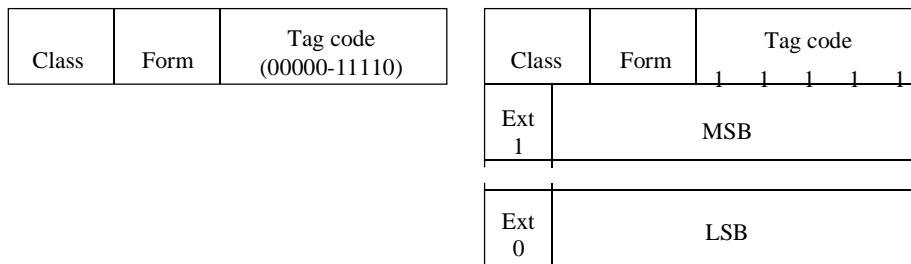 Class Form Tag code (00000-11110)
Class Form Tag code
1 1 1 1 1
Ext 1 MSB
Ext 0 LSB